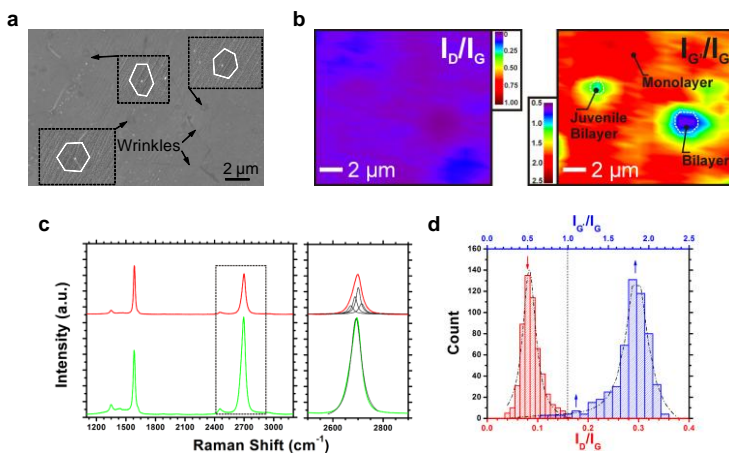 a
Wrinkles
2 µm
b
I_D/I_G
0
0.25
0.50
0.75
1.00
2 µm
I_G'/I_G
Monolayer
Juvenile
Bilayer
Bilayer
0.5
1.0
1.5
2.0
2.5
2 µm
c
Intensity (a.u.)
1200 1500 1800 2100 2400 2700 3000
2600 2800
Raman Shift (cm⁻¹)
d
I_G'/I_G
0.0 0.5 1.0 1.5 2.0 2.5
Count
160
140
120
100
80
60
40
20
0
0.0 0.1 0.2 0.3 0.4
I_D/I_G